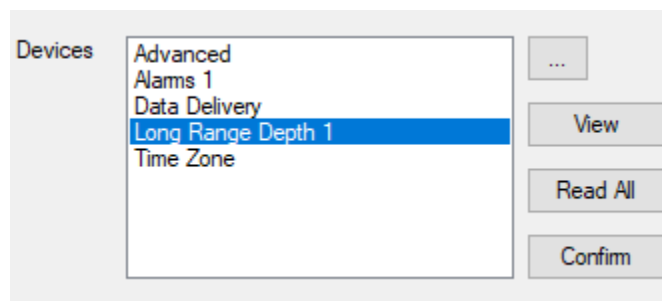 Devices
Advanced
Alarms 1
Data Delivery
Long Range Depth 1
Time Zone
...
View
Read All
Confirm